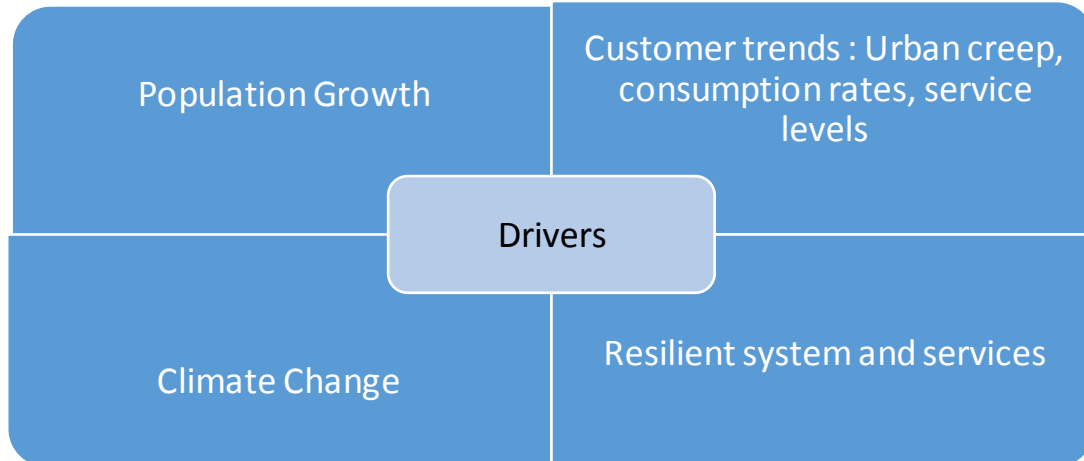 Population Growth
Customer trends : Urban creep,
consumption rates, service
levels
Drivers
Climate Change
Resilient system and services